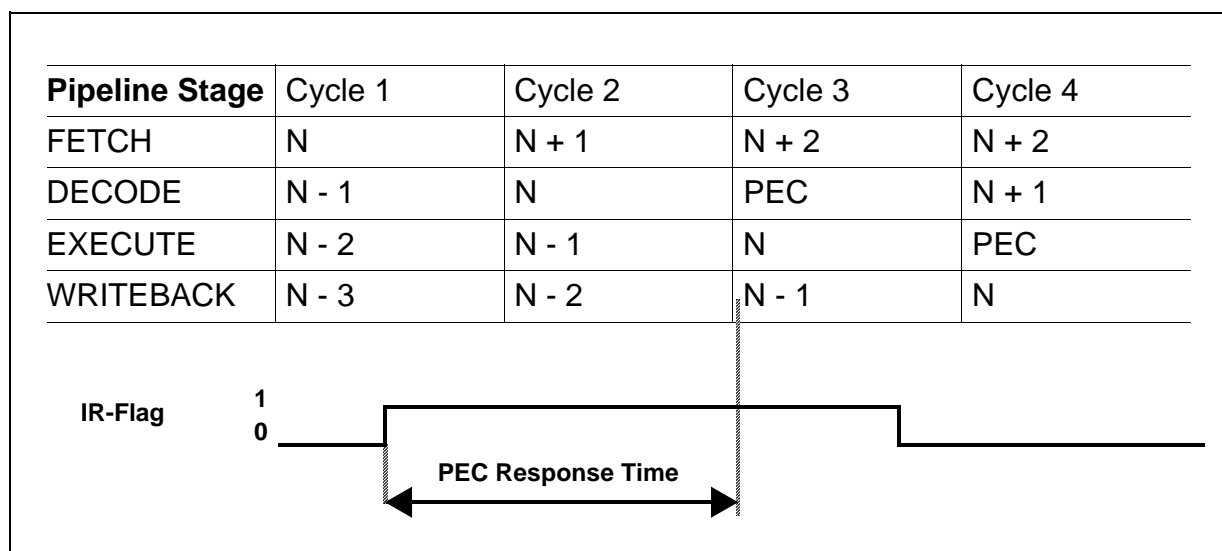 Pipeline Stage Cycle 1 Cycle 2 Cycle 3 Cycle 4
FETCH N N + 1 N + 2 N + 2
DECODE N - 1 N PEC N + 1
EXECUTE N - 2 N - 1 N PEC
WRITEBACK N - 3 N - 2 N - 1 N
IR-Flag 1
0
PEC Response Time